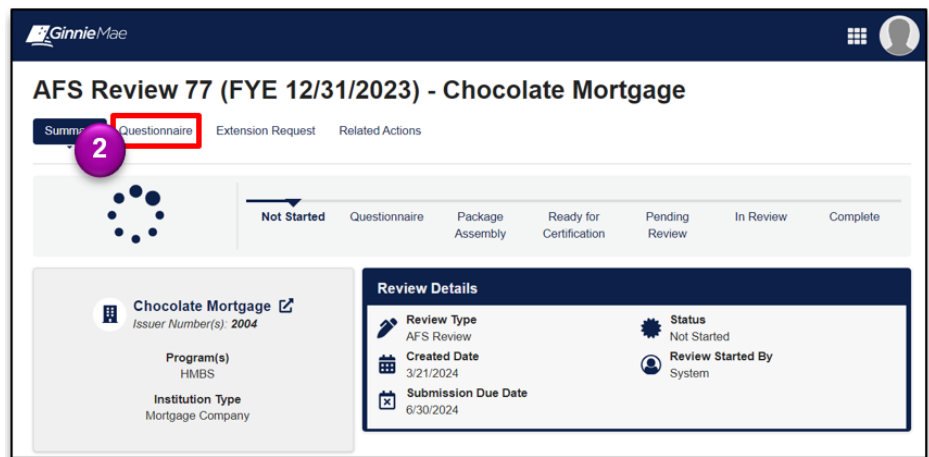 Ginnie Mae
AFS Review 77 (FYE 12/31/2023) - Chocolate Mortgage
Questionnaire Extension Request Related Actions
2
Not Started Questionnaire Package Assembly Ready for Certification Pending Review In Review Complete
Chocolate Mortgage
Issuer Number(s): 2004
Program(s)
HMBS
Institution Type
Mortgage Company
Review Details
Review Type
AFS Review
Status
Not Started
Created Date
3/21/2024
Review Started By
System
Submission Due Date
6/30/2024